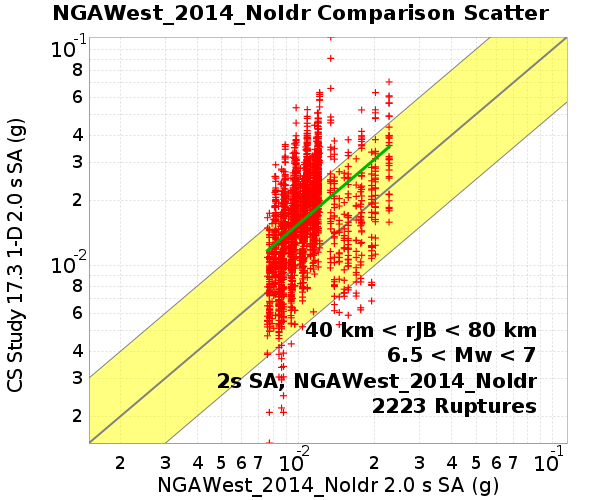 NGAWest_2014_NoIdr Comparison Scatter
CS Study 17.3 1-D 2.0 s SA (g)
10-1
8
6
4
3
2
10-2
8
6
4
3
2
40 km < rJB < 80 km
6.5 < Mw < 7
2s SA, NGAWest_2014_NoIdr
2223 Ruptures
2 3 4 5 6 7 10-2 2 3 4 5 6 7 10-1
NGAWest_2014_NoIdr 2.0 s SA (g)